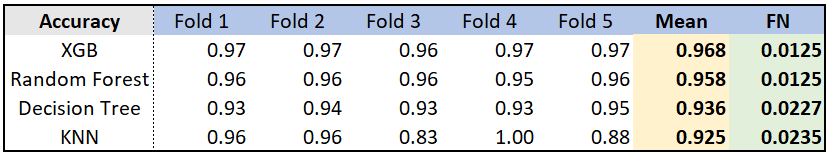 Accuracy Fold 1 Fold 2 Fold 3 Fold 4 Fold 5 Mean FN
XGB 0.97 0.97 0.96 0.97 0.97 0.968 0.0125
Random Forest 0.96 0.96 0.96 0.95 0.96 0.958 0.0125
Decision Tree 0.93 0.94 0.93 0.93 0.95 0.936 0.0227
KNN 0.96 0.96 0.83 1.00 0.88 0.925 0.0235